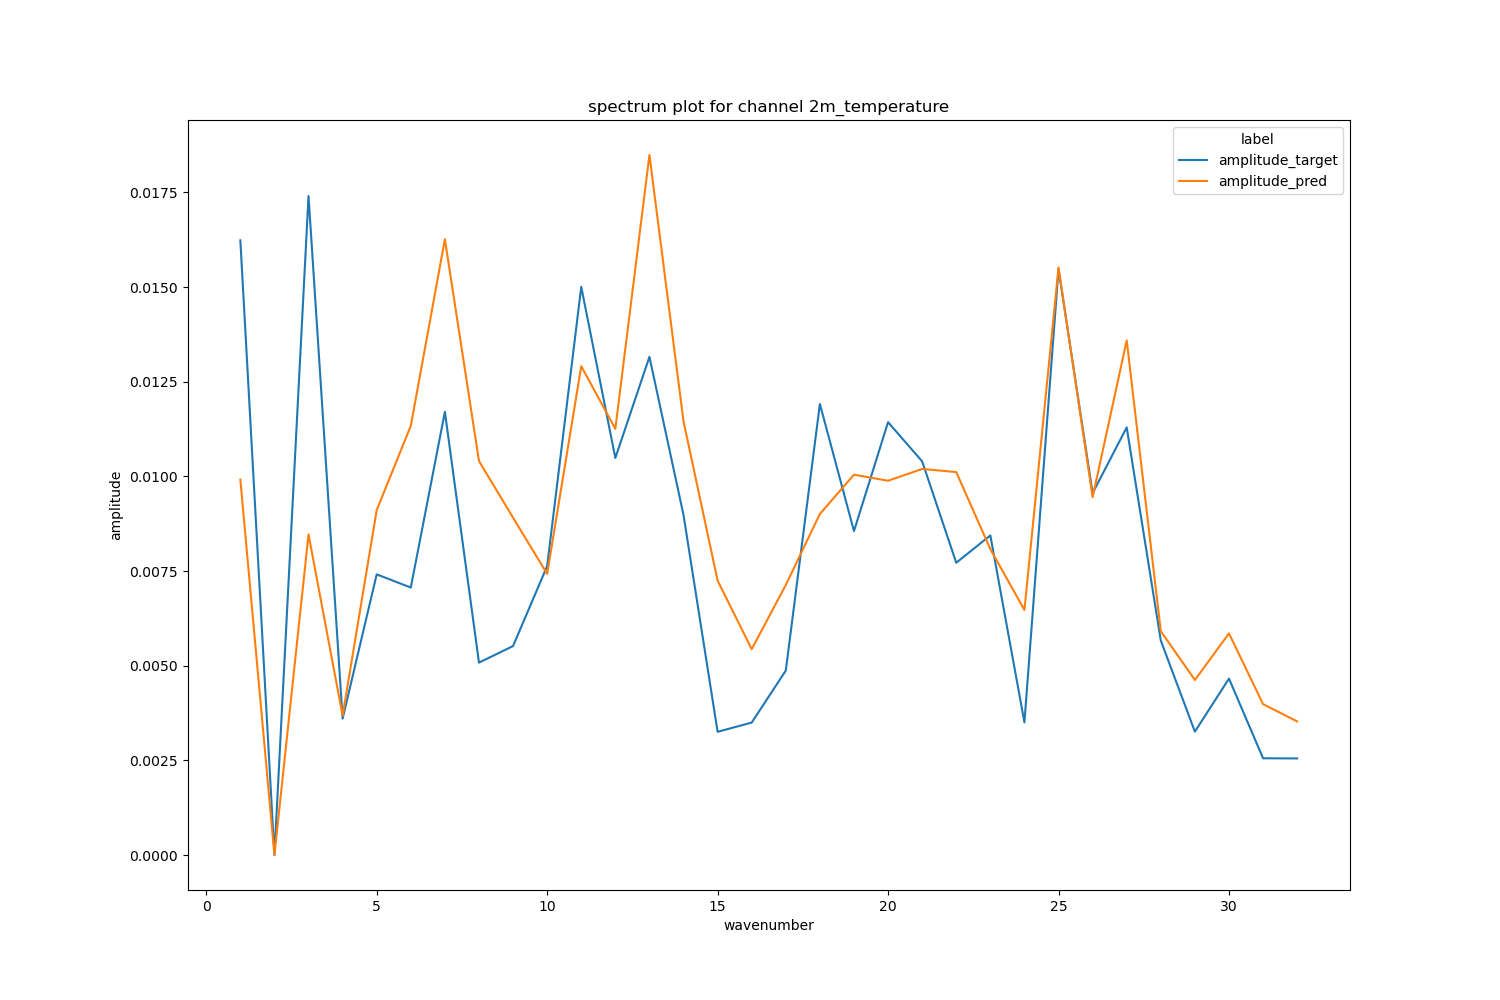 spectrum plot for channel 2m_temperature
label
amplitude_target
amplitude_pred
amplitude
0.0175
0.0150
0.0125
0.0100
0.0075
0.0050
0.0025
0.0000
0 5 10 15 20 25 30
wavenumber